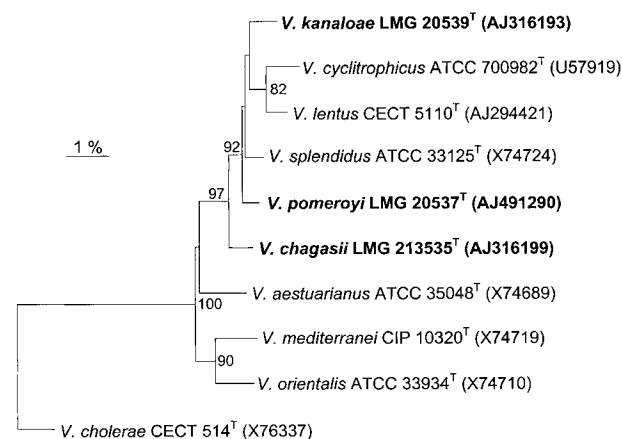 V. kanaloae LMG 20539T (AJ316193)
V. cyclitrophicus ATCC 700982T (U57919)
82
V. lentus CECT 5110T (AJ294421)
1 %
92
V. splendidus ATCC 33125T (X74724)
97
V. pomeroyi LMG 20537T (AJ491290)
V. chagasii LMG 213535T (AJ316199)
V. aestuarianus ATCC 35048T (X74689)
100
V. mediterranei CIP 10320T (X74719)
90
V. orientalis ATCC 33934T (X74710)
V. cholerae CECT 514T (X76337)